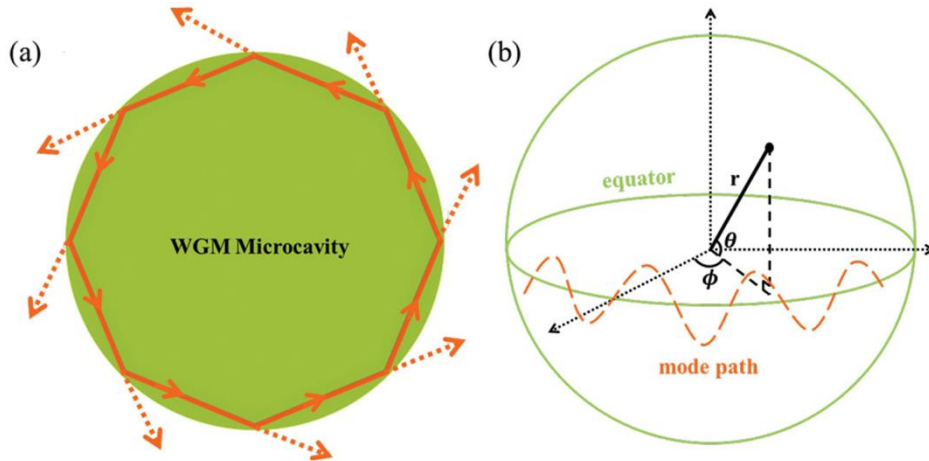 (a)
WGM Microcavity
(b)
equator
r
θ
ϕ
mode path